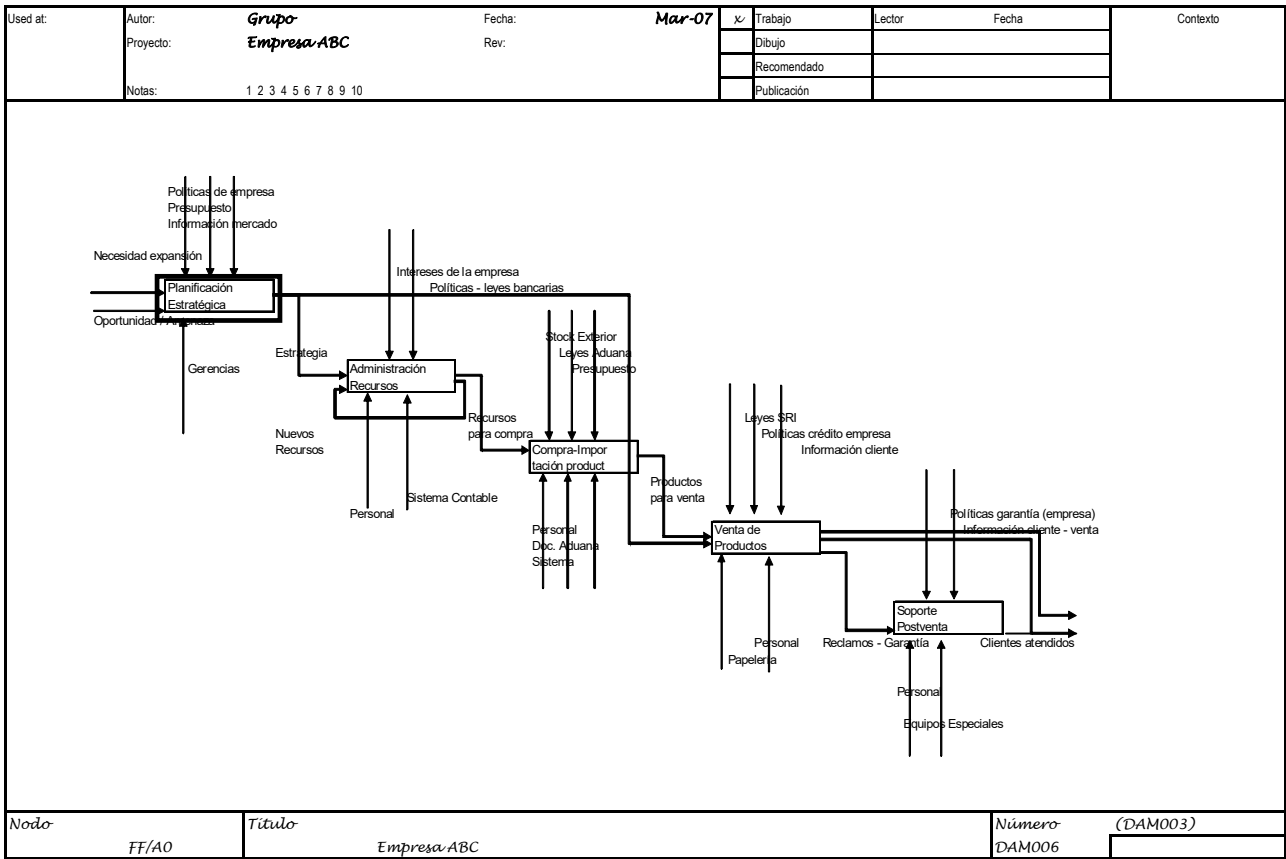 Used at:
Autor: Grupo Fecha: Mar-07 x Trabajo Lector Fecha Contexto
Proyecto: Empresa ABC Rev: Dibujo
Recomendado
Notas: 1 2 3 4 5 6 7 8 9 10 Publicación
Políticas de empresa
Presupuesto
Información mercado
Necesidad expansión
Planificación
Estratégica
Oportunidad / Amenaza
Gerencias
Intereses de la empresa
Políticas - leyes bancarias
Estrategia
Administración
Recursos
Nuevos
Recursos
Personal
Sistema Contable
Recursos
para compra
Stock Exterior
Leyes Aduana
Presupuesto
Compra-Impor
tación product
Personal
Doc. Aduana
Sistema
Productos
para venta
Leyes SRI
Políticas crédito empresa
Información cliente
Venta de
Productos
Personal
Papelería
Políticas garantía (empresa)
Información cliente - venta
Soporte
Postventa
Reclamos - Garantía
Clientes atendidos
Personal
Equipos Especiales
Nodo Título Número (DAM003)
FF/A0 Empresa ABC DAM006